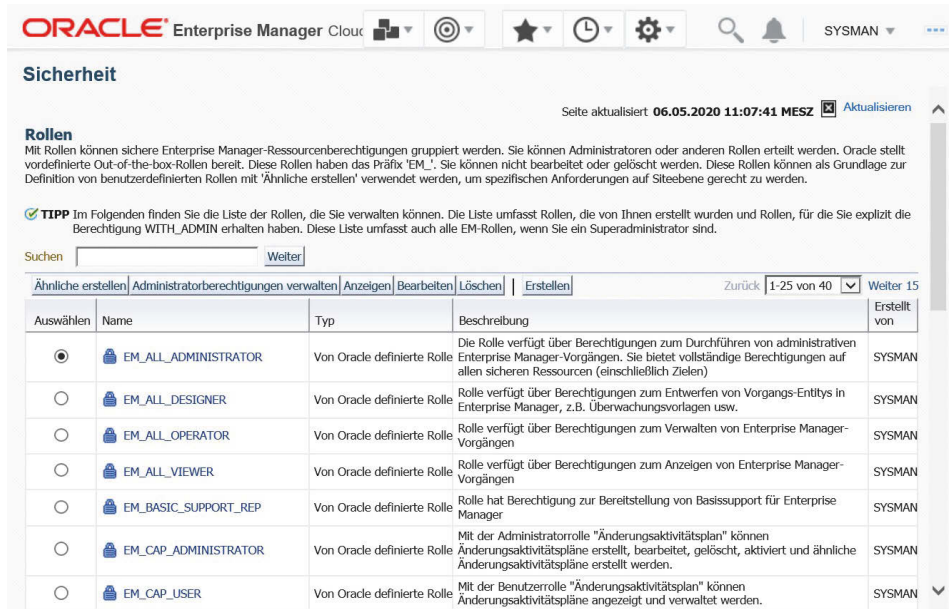 ORACLE Enterprise Manager Cloud SYSMAN
Sicherheit
Seite aktualisiert 06.05.2020 11:07:41 MESZ Aktualisieren
Rollen
Mit Rollen können sichere Enterprise Manager-Ressourcenberechtigungen gruppiert werden. Sie können Administratoren oder anderen Rollen erteilt werden. Oracle stellt
vordefinierte Out-of-the-box-Rollen bereit. Diese Rollen haben das Präfix 'EM_'. Sie können nicht bearbeitet oder gelöscht werden. Diese Rollen können als Grundlage zur
Definition von benutzerdefinierten Rollen mit 'Ähnliche erstellen' verwendet werden, um spezifischen Anforderungen auf Siteebene gerecht zu werden.
TIPP Im Folgenden finden Sie die Liste der Rollen, die Sie verwalten können. Die Liste umfasst Rollen, die von Ihnen erstellt wurden und Rollen, für die Sie explizit die
Berechtigung WITH_ADMIN erhalten haben. Diese Liste umfasst auch alle EM-Rollen, wenn Sie ein Superadministrator sind.
Suchen Weiter
Ähnliche erstellen Administratorberechtigungen verwalten Anzeigen Bearbeiten Löschen | Erstellen Zurück 1-25 von 40 Weiter 15
Auswählen Name Typ Beschreibung Erstellt
von
EM_ALL_ADMINISTRATOR Von Oracle definierte Rolle Die Rolle verfügt über Berechtigungen zum Durchführen von administrativen
Enterprise Manager-Vorgängen. Sie bietet vollständige Berechtigungen auf
allen sicheren Ressourcen (einschließlich Zielen) SYSMAN
EM_ALL_DESIGNER Von Oracle definierte Rolle Rolle verfügt über Berechtigungen zum Entwerfen von Vorgangs-Entitys in
Enterprise Manager, z.B. Überwachungsvorlagen usw. SYSMAN
EM_ALL_OPERATOR Von Oracle definierte Rolle Rolle verfügt über Berechtigungen zum Verwalten von Enterprise Manager-
Vorgängen SYSMAN
EM_ALL_VIEWER Von Oracle definierte Rolle Rolle verfügt über Berechtigungen zum Anzeigen von Enterprise Manager-
Vorgängen SYSMAN
EM_BASIC_SUPPORT_REP Von Oracle definierte Rolle Rolle hat Berechtigung zur Bereitstellung von Basissupport für Enterprise
Manager SYSMAN
EM_CAP_ADMINISTRATOR Von Oracle definierte Rolle Mit der Administratorrolle "Änderungsaktivitätsplan" können
Änderungsaktivitätspläne erstellt, bearbeitet, gelöscht, aktiviert und ähnliche
Änderungsaktivitätspläne erstellt werden. SYSMAN
EM_CAP_USER Von Oracle definierte Rolle Mit der Benutzerrolle "Änderungsaktivitätsplan" können
Änderungsaktivitätspläne angezeigt und verwaltet werden. SYSMAN